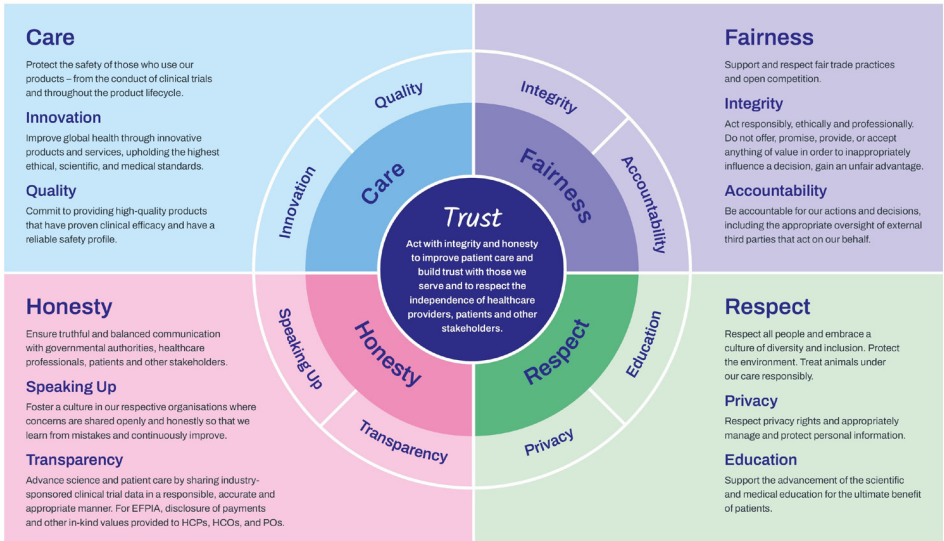 Care
Protect the safety of those who use our
products – from the conduct of clinical trials
and throughout the product lifecycle.
Innovation
Improve global health through innovative
products and services, upholding the highest
ethical, scientific, and medical standards.
Quality
Commit to providing high-quality products
that have proven clinical efficacy and have a
reliable safety profile.
Quality
Innovation
Care
Integrity
Accountability
Fairness
Fairness
Support and respect fair trade practices
and open competition.
Integrity
Act responsibly, ethically and professionally.
Do not offer, promise, provide, or accept
anything of value in order to inappropriately
influence a decision, gain an unfair advantage.
Accountability
Be accountable for our actions and decisions,
including the appropriate oversight of external
third parties that act on our behalf.
Trust
Act with integrity and honesty
to improve patient care and
build trust with those we
serve and to respect the
independence of healthcare
providers, patients and other
stakeholders.
Honesty
Ensure truthful and balanced communication
with governmental authorities, healthcare
professionals, patients and other stakeholders.
Speaking Up
Foster a culture in our respective organisations where
concerns are shared openly and honestly so that we
learn from mistakes and continuously improve.
Transparency
Advance science and patient care by sharing industry-
sponsored clinical trial data in a responsible, accurate and
appropriate manner. For EFPIA, disclosure of payments
and other in-kind values provided to HCPs, HCOs, and POs.
Speaking Up
Honesty
Transparency
Respect
Education
Privacy
Respect
Respect all people and embrace a
culture of diversity and inclusion. Protect
the environment. Treat animals under
our care responsibly.
Privacy
Respect privacy rights and appropriately
manage and protect personal information.
Education
Support the advancement of the scientific
and medical education for the ultimate benefit
of patients.